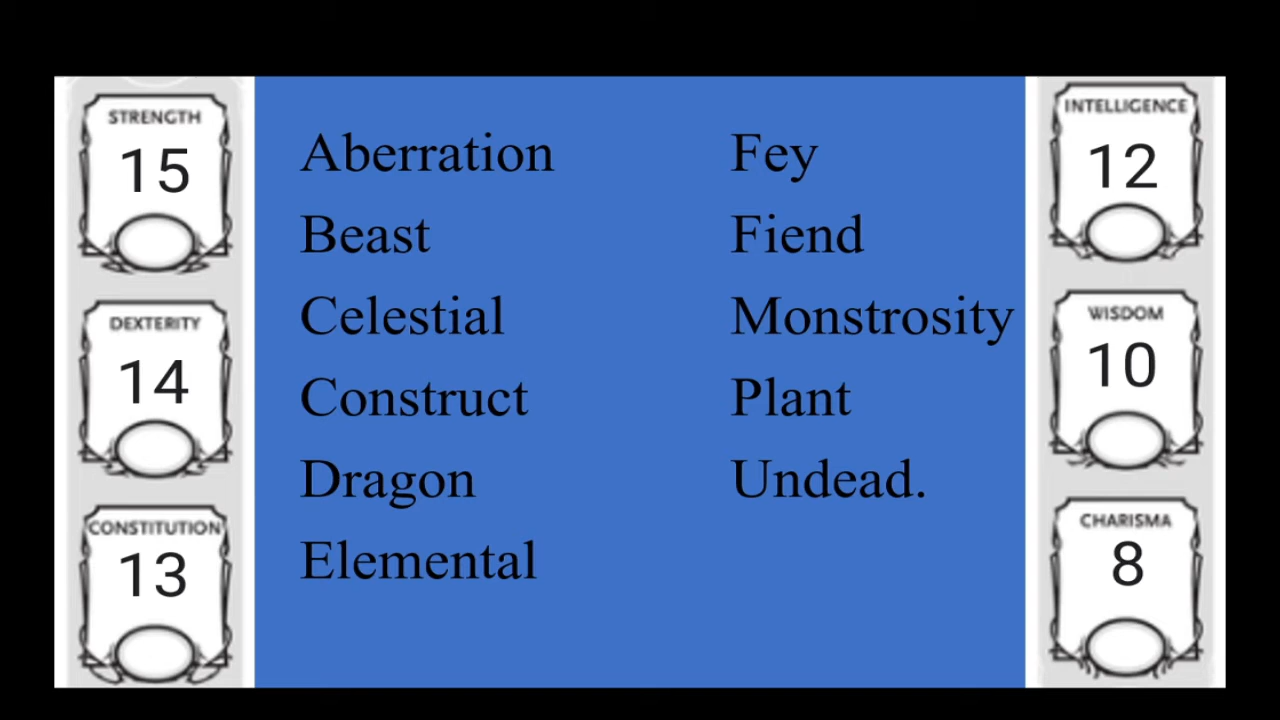 STRENGTH
15
DEXTERITY
14
CONSTITUTION
13
Aberration
Beast
Celestial
Construct
Dragon
Elemental
Fey
Fiend
Monstrosity
Plant
Undead.
INTELLIGENCE
12
WISDOM
10
CHARISMA
8